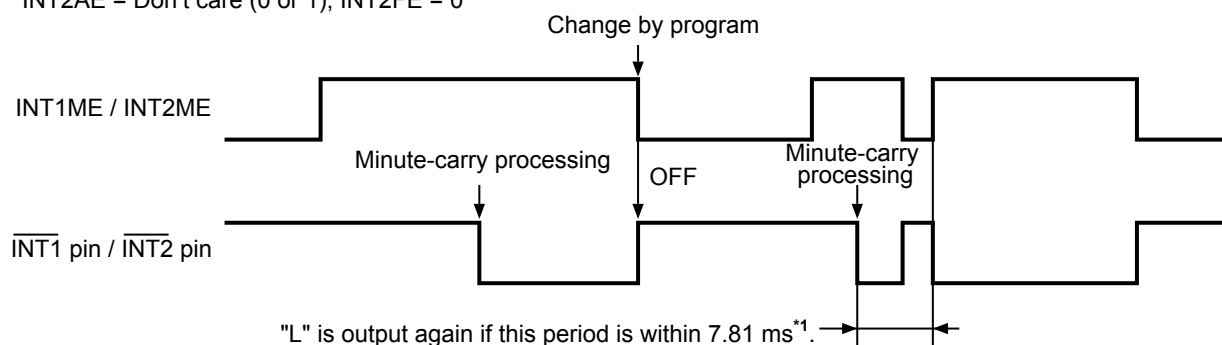 INT2AE = Don't care (0 or 1), INT2FE = 0
Change by program
INT1ME / INT2ME
Minute-carry processing
OFF
Minute-carry
processing
INT1 pin / INT2 pin
"L" is output again if this period is within 7.81 ms*1.